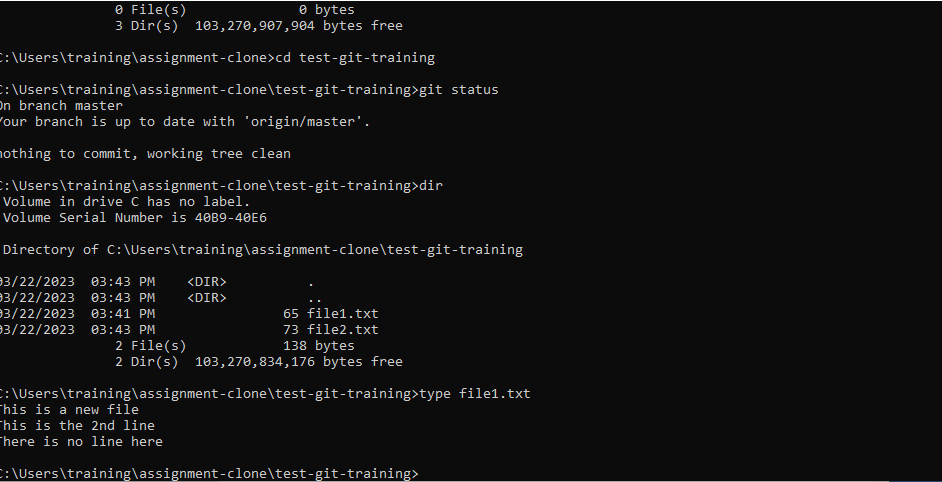 0 File(s) 0 bytes
3 Dir(s) 103,270,907,904 bytes free
C:\Users\training\assignment-clone>cd test-git-training
C:\Users\training\assignment-clone\test-git-training>git status
On branch master
Your branch is up to date with 'origin/master'.
nothing to commit, working tree clean
C:\Users\training\assignment-clone\test-git-training>dir
Volume in drive C has no label.
Volume Serial Number is 40B9-40E6
Directory of C:\Users\training\assignment-clone\test-git-training
03/22/2023 03:43 PM <DIR> .
03/22/2023 03:43 PM <DIR> ..
03/22/2023 03:41 PM 65 file1.txt
03/22/2023 03:43 PM 73 file2.txt
2 File(s) 138 bytes
2 Dir(s) 103,270,834,176 bytes free
C:\Users\training\assignment-clone\test-git-training>type file1.txt
This is a new file
This is the 2nd line
There is no line here
C:\Users\training\assignment-clone\test-git-training>